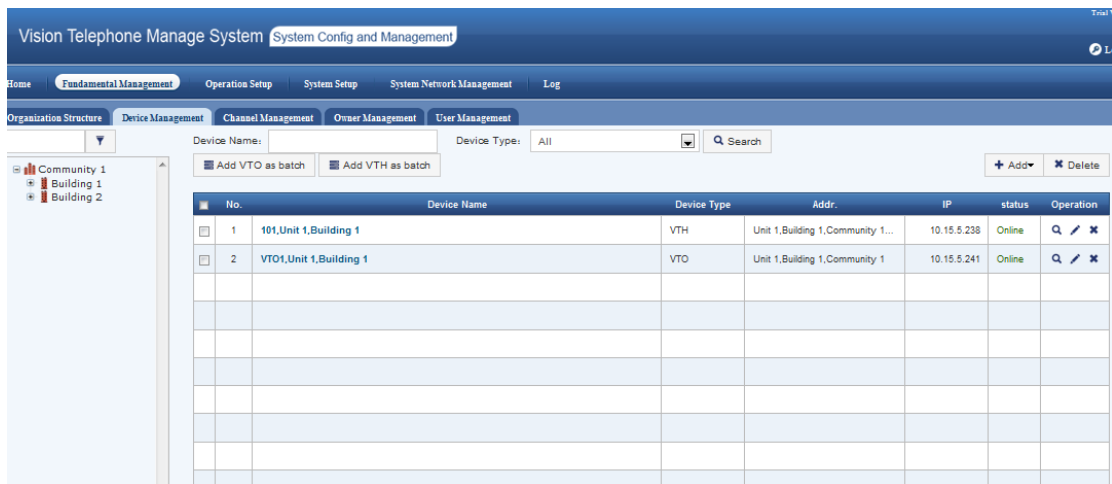 Trial
Vision Telephone Manage System System Config and Management
Home Fundamental Management Operation Setup System Setup System Network Management Log
Organization Structure Device Management Channel Management Owner Management User Management
Device Name: Device Type: All Search
Add VTO as batch Add VTH as batch + Add Delete
Community 1
Building 1
Building 2
No. Device Name Device Type Addr. IP status Operation
1 101,Unit 1,Building 1 VTH Unit 1,Building 1,Community 1... 10.15.5.238 Online
2 VTO1,Unit 1,Building 1 VTO Unit 1,Building 1,Community 1 10.15.5.241 Online